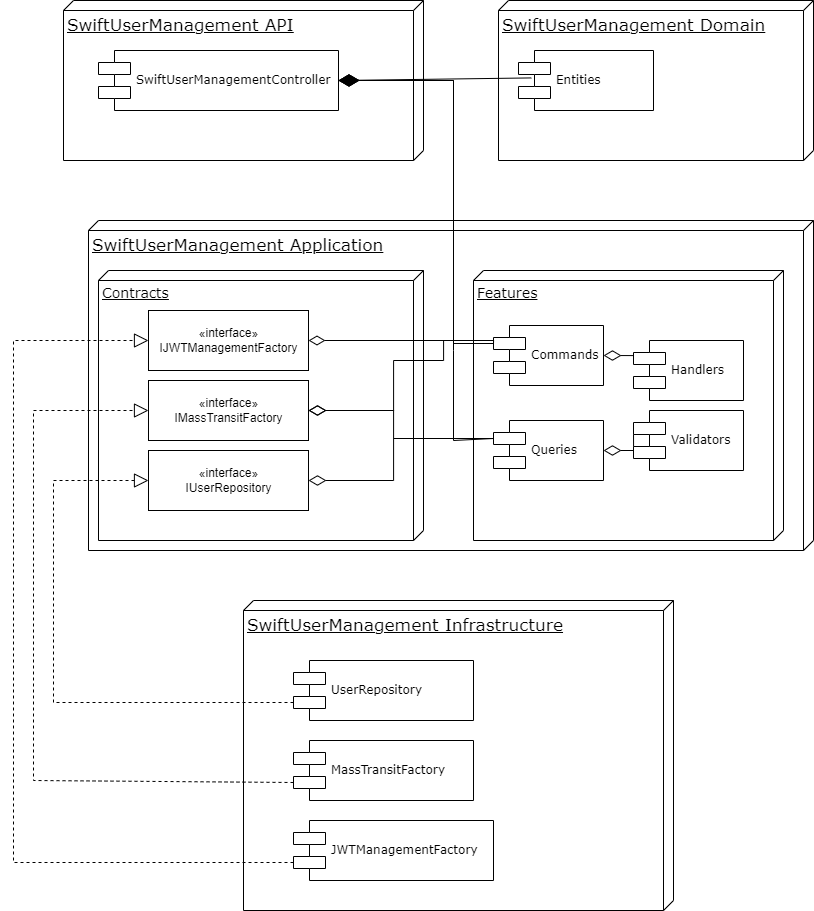 SwiftUserManagement API
SwiftUserManagementController
SwiftUserManagement Domain
Entities
SwiftUserManagement Application
Contracts
«interface»
IJWTManagementFactory
«interface»
IMassTransitFactory
«interface»
IUserRepository
Features
Commands
Handlers
Queries
Validators
SwiftUserManagement Infrastructure
UserRepository
MassTransitFactory
JWTManagementFactory